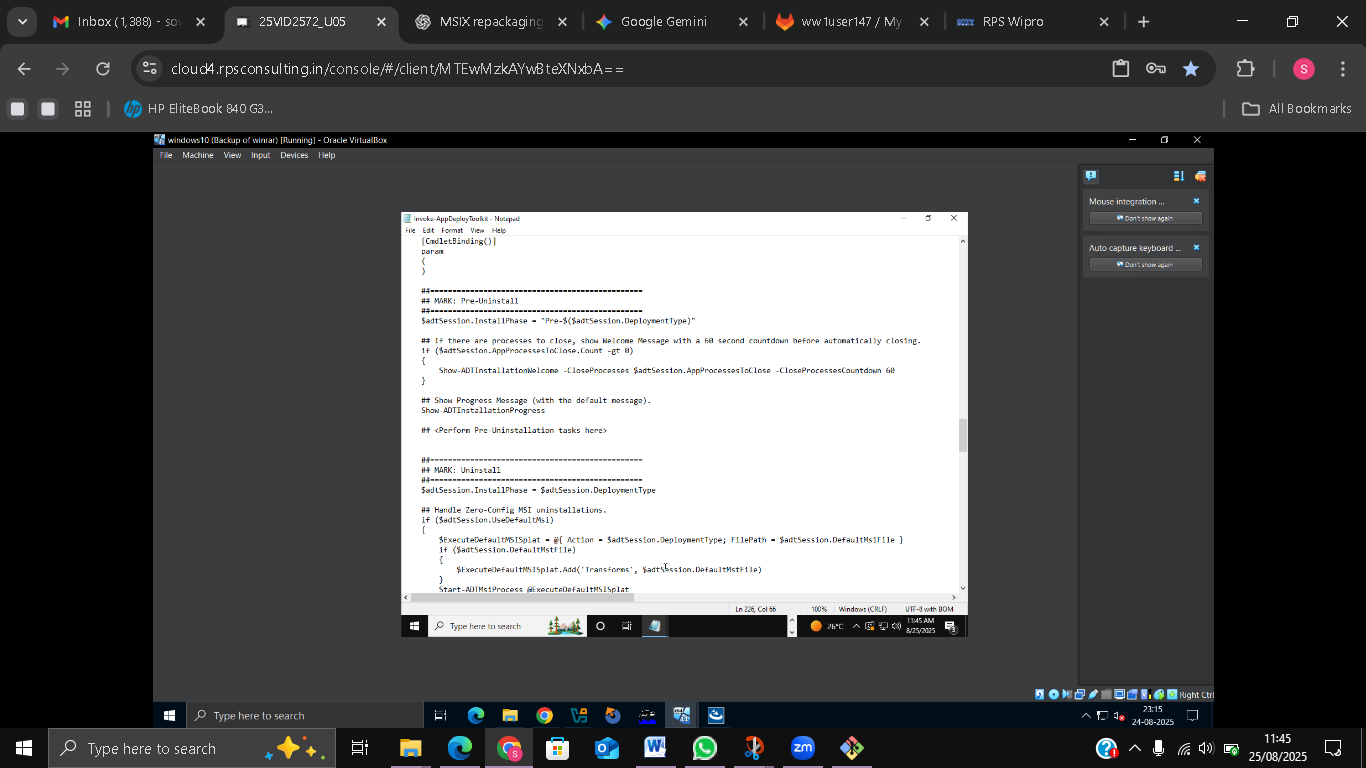 Inbox (1,388) - sov
25VID2572_U05
MSIX repackaging
Google Gemini
ww1user147 / My
RPS Wipro
cloud4.rpsconsulting.in/console/#/client/MTEwMzkAYwBteXNxbA==
S
HP EliteBook 840 G3...
All Bookmarks
windows10 (Backup of winrar) [Running] - Oracle VirtualBox
File Machine View Input Devices Help
Mouse integration ...
Don't show again
Auto capture keyboard ...
Don't show again
Invoke-AppDeployToolkit - Notepad
File Edit Format View Help
[CmdletBinding()]
param
(
)
##================================================
## MARK: Pre-Uninstall
##================================================
$adtSession.InstallPhase = "Pre-$($adtSession.DeploymentType)"
## If there are processes to close, show Welcome Message with a 60 second countdown before automatically closing.
if ($adtSession.AppProcessesToClose.Count -gt 0)
{
Show-ADTInstallationWelcome -CloseProcesses $adtSession.AppProcessesToClose -CloseProcessesCountdown 60
}
## Show Progress Message (with the default message).
Show-ADTInstallationProgress
## <Perform Pre-Uninstallation tasks here>
##================================================
## MARK: Uninstall
##================================================
$adtSession.InstallPhase = $adtSession.DeploymentType
## Handle Zero-Config MSI uninstallations.
if ($adtSession.UseDefaultMsi)
{
$ExecuteDefaultMSISplat = @{ Action = $adtSession.DeploymentType; FilePath = $adtSession.DefaultMsiFile }
if ($adtSession.DefaultMstFile)
{
$ExecuteDefaultMSISplat.Add('Transforms', $adtSession.DefaultMstFile)
}
Start-ADTMsiProcess @ExecuteDefaultMSISplat
Ln 226, Col 66 100% Windows (CRLF) UTF-8 with BOM
Type here to search
26°C
11:45 AM
8/25/2025
3
Right Ctrl
Type here to search
23:15
24-08-2025
Type here to search
S
zm
11:45
25/08/2025